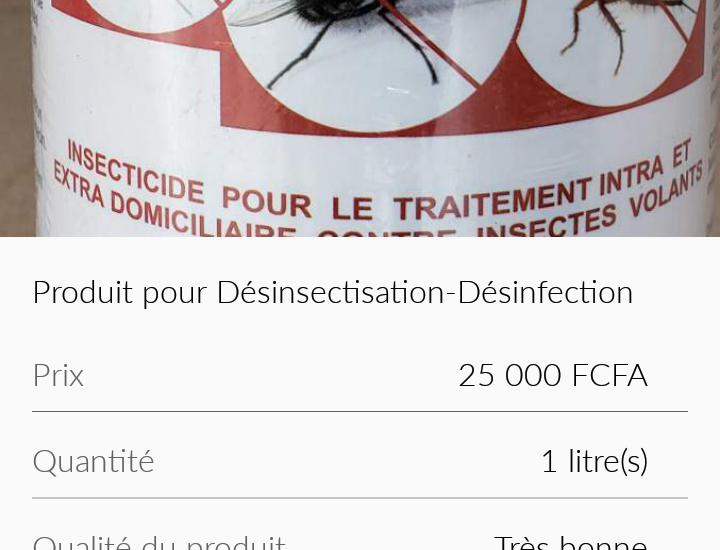 INSECTICIDE POUR LE TRAITEMENT INTRA ET
EXTRA DOMICILIAIRE CONTRE INSECTES VOLANTS
Produit pour Désinsectisation-Désinfection
Prix 25 000 FCFA
Quantité 1 litre(s)
Qualité du produit Très bonne